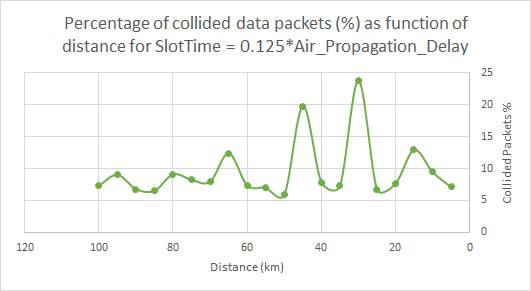 Percentage of collided data packets (%) as function of
distance for SlotTime = 0.125*Air_Propagation_Delay
25
20
15
10
5
0
Collided Packets %
120 100 80 60 40 20 0
Distance (km)